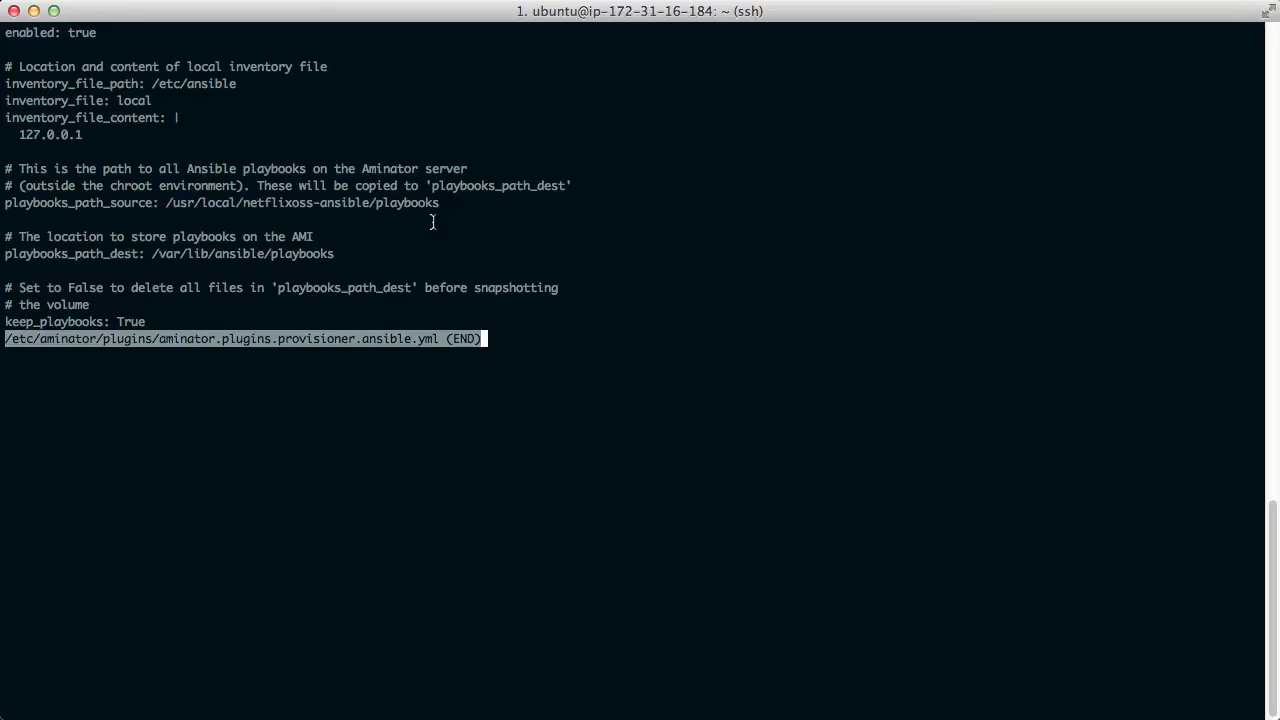 1. ubuntu@ip-172-31-16-184: ~ (ssh)
enabled: true
# Location and content of local inventory file
inventory_file_path: /etc/ansible
inventory_file: local
inventory_file_content: |
  127.0.0.1
# This is the path to all Ansible playbooks on the Aminator server
# (outside the chroot environment). These will be copied to 'playbooks_path_dest'
playbooks_path_source: /usr/local/netflixoss-ansible/playbooks
# The location to store playbooks on the AMI
playbooks_path_dest: /var/lib/ansible/playbooks
# Set to False to delete all files in 'playbooks_path_dest' before snapshotting
# the volume
keep_playbooks: True
/etc/aminator/plugins/aminator.plugins.provisioner.ansible.yml (END)